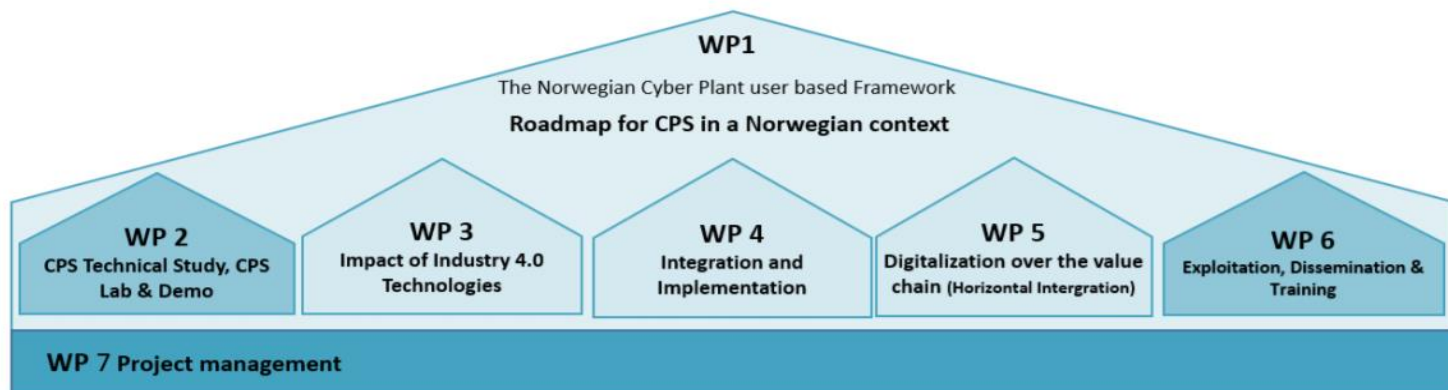 WP1
The Norwegian Cyber Plant user based Framework
Roadmap for CPS in a Norwegian context
WP 2
CPS Technical Study, CPS
Lab & Demo
WP 3
Impact of Industry 4.0
Technologies
WP 4
Integration and
Implementation
WP 5
Digitalization over the value
chain (Horizontal Intergration)
WP 6
Exploitation, Dissemination &
Training
WP 7 Project management